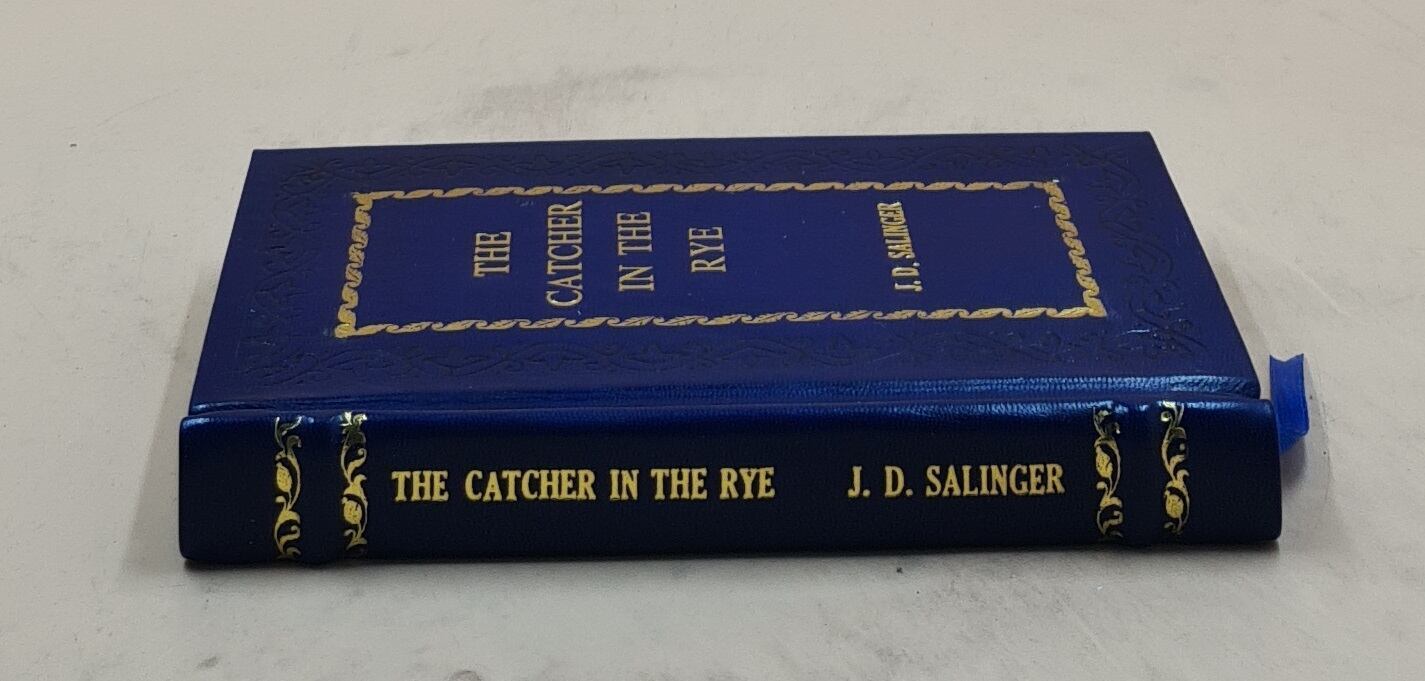 THE
CATCHER
IN THE
RYE
J. D. SALINGER
THE CATCHER IN THE RYE J. D. SALINGER